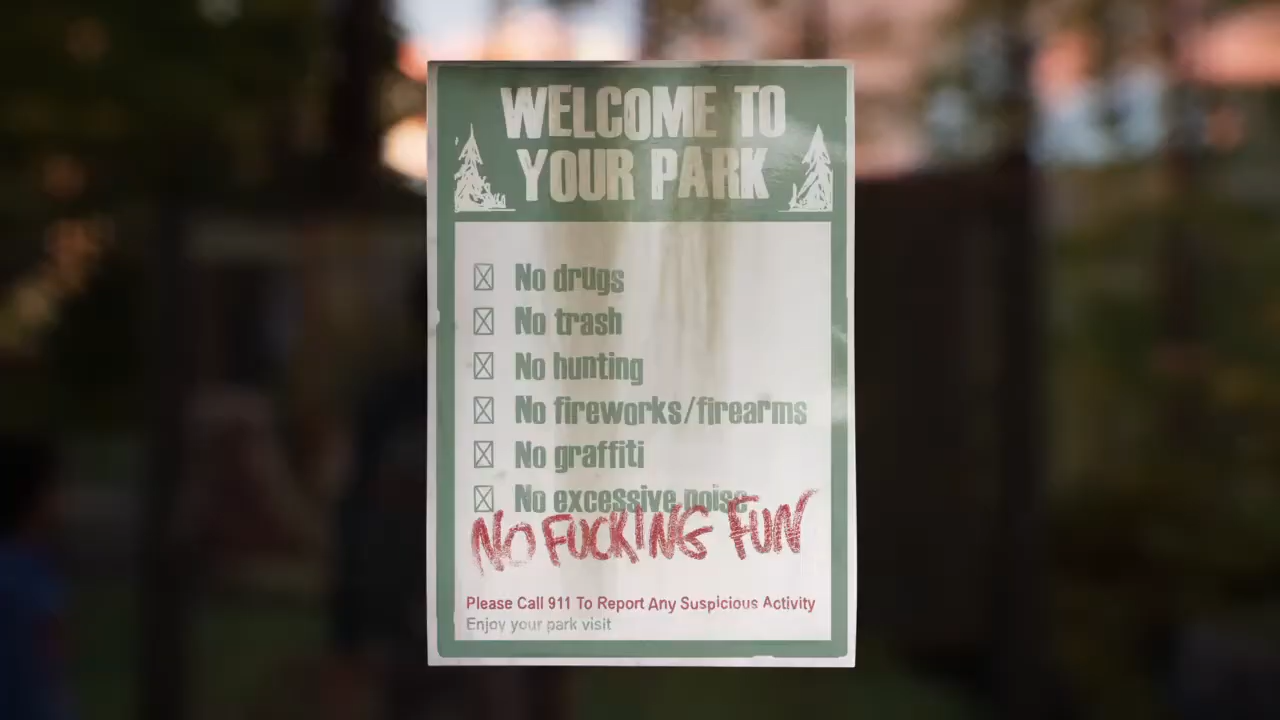 WELCOME TO
YOUR PARK
No drugs
No trash
No hunting
No fireworks/firearms
No graffiti
No excessive noise
NO FUCKING FUN
Please Call 911 To Report Any Suspicious Activity
Enjoy your park visit